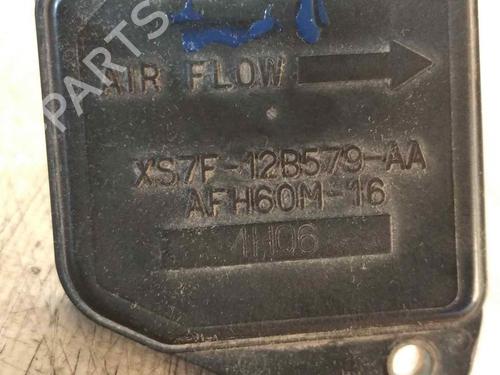 AIR FLOW
XS7F-12B579-AA
AFH60M-16
1H06
PARTS